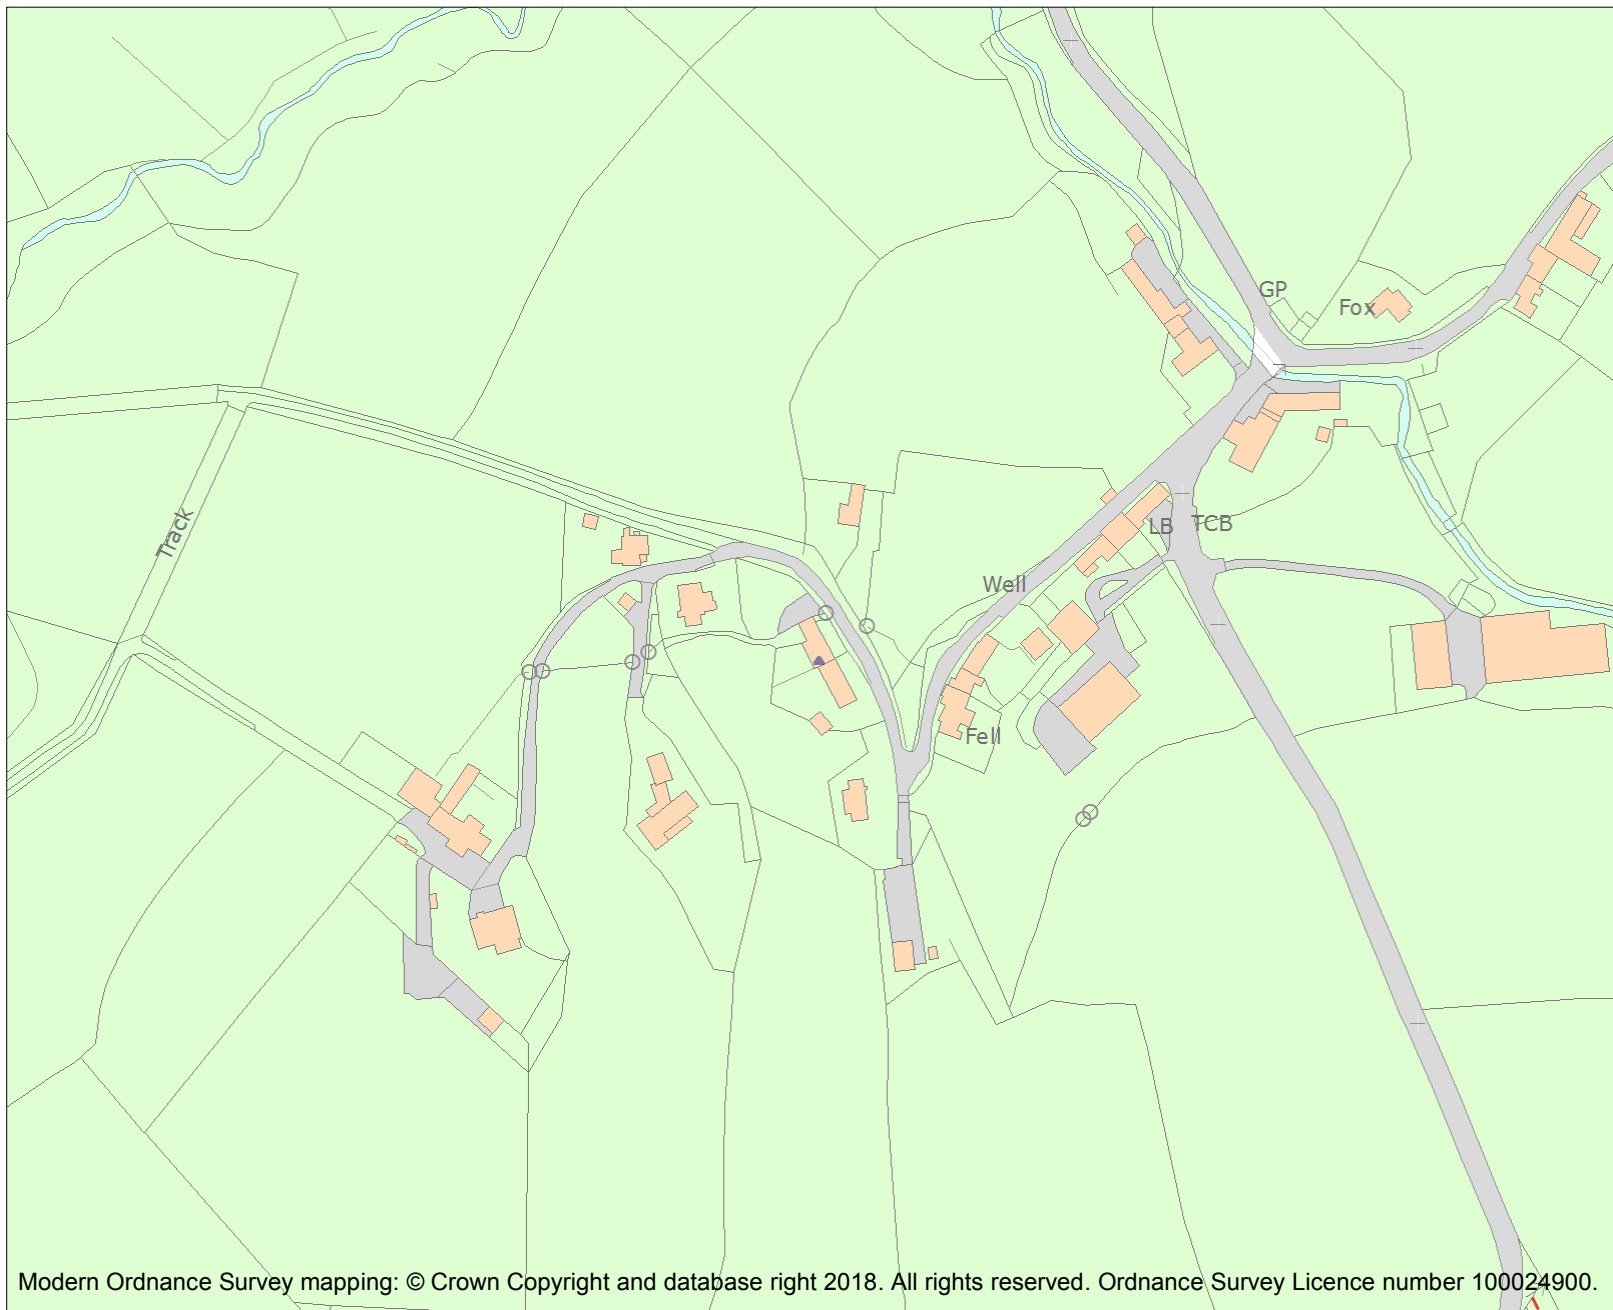 GP
Fox
Track
LB
TCB
Well
Fell
Modern Ordnance Survey mapping: © Crown Copyright and database right 2018. All rights reserved. Ordnance Survey Licence number 100024900.